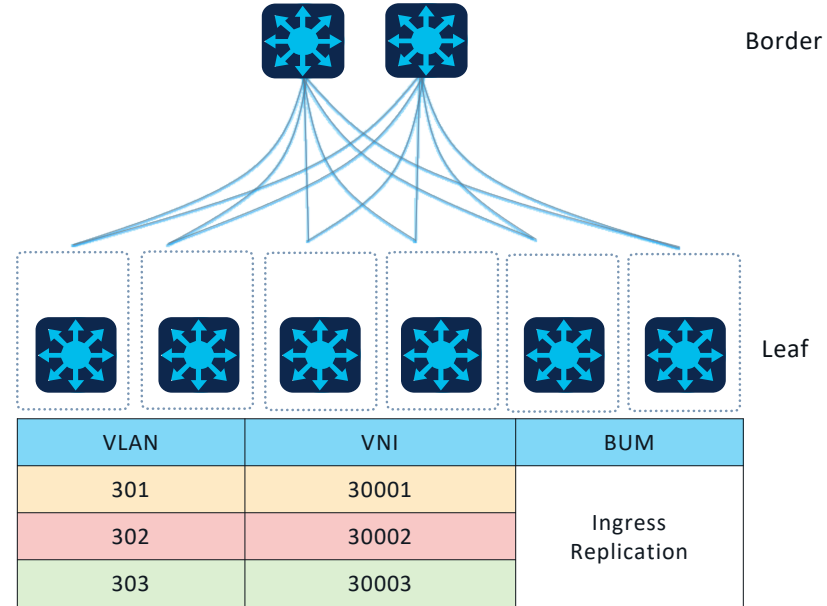 Border
Leaf
VLAN VNI BUM
301 30001
302 30002
303 30003
Ingress
Replication